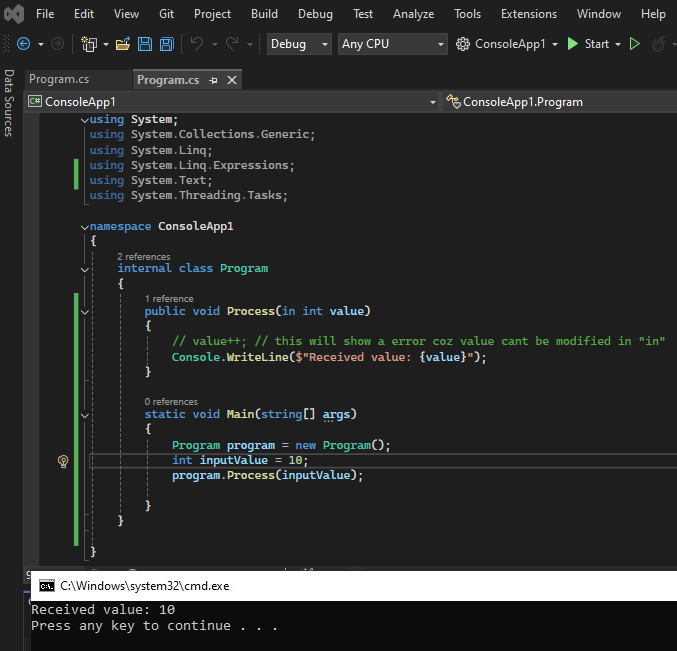 File Edit View Git Project Build Debug Test Analyze Tools Extensions Window Help
Debug Any CPU ConsoleApp1 Start
Data Sources
Program.cs Program.cs
C# ConsoleApp1 ConsoleApp1.Program
using System;
using System.Collections.Generic;
using System.Linq;
using System.Linq.Expressions;
using System.Text;
using System.Threading.Tasks;
namespace ConsoleApp1
{
2 references
internal class Program
{
1 reference
public void Process(in int value)
{
// value++; // this will show a error coz value cant be modified in "in"
Console.WriteLine($"Received value: {value}");
}
0 references
static void Main(string[] args)
{
Program program = new Program();
int inputValue = 10;
program.Process(inputValue);
}
}
}
C:\Windows\system32\cmd.exe
Received value: 10
Press any key to continue . . .